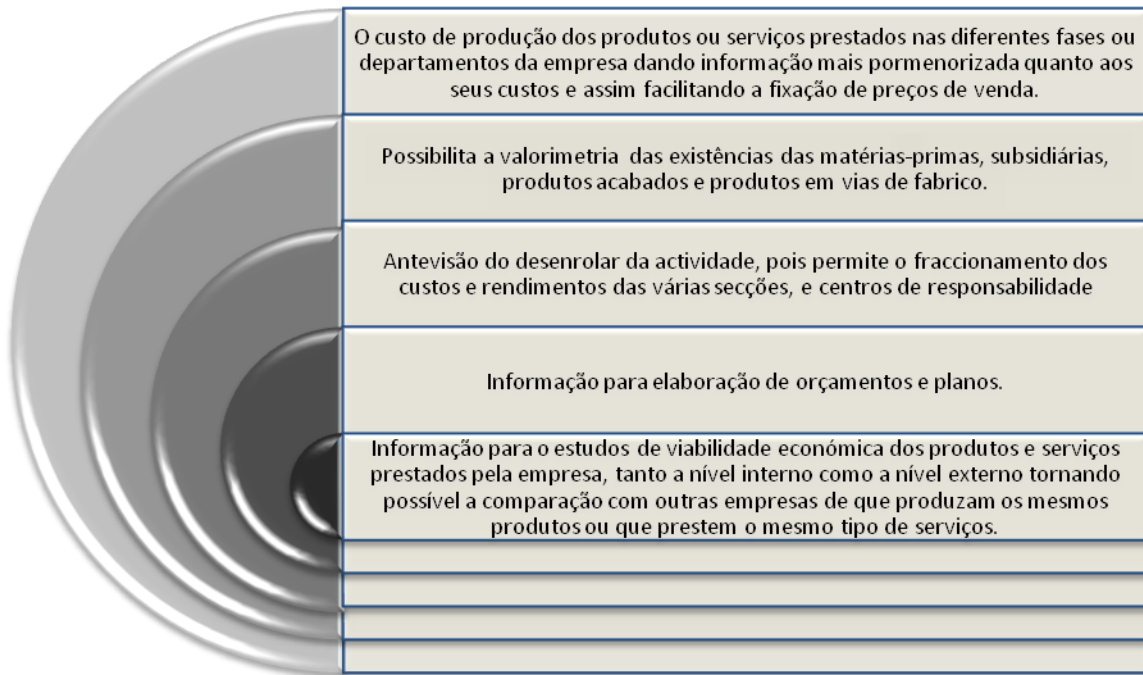 O custo de produção dos produtos ou serviços prestados nas diferentes fases ou
departamentos da empresa dando informação mais pormenorizada quanto aos
seus custos e assim facilitando a fixação de preços de venda.
Possibilita a valorimetria das existências das matérias-primas, subsidiárias,
produtos acabados e produtos em vias de fabrico.
Antevisão do desenrolar da actividade, pois permite o fraccionamento dos
custos e rendimentos das várias secções, e centros de responsabilidade
Informação para elaboração de orçamentos e planos.
Informação para o estudos de viabilidade económica dos produtos e serviços
prestados pela empresa, tanto a nível interno como a nível externo tornando
possível a comparação com outras empresas de que produzam os mesmos
produtos ou que prestem o mesmo tipo de serviços.